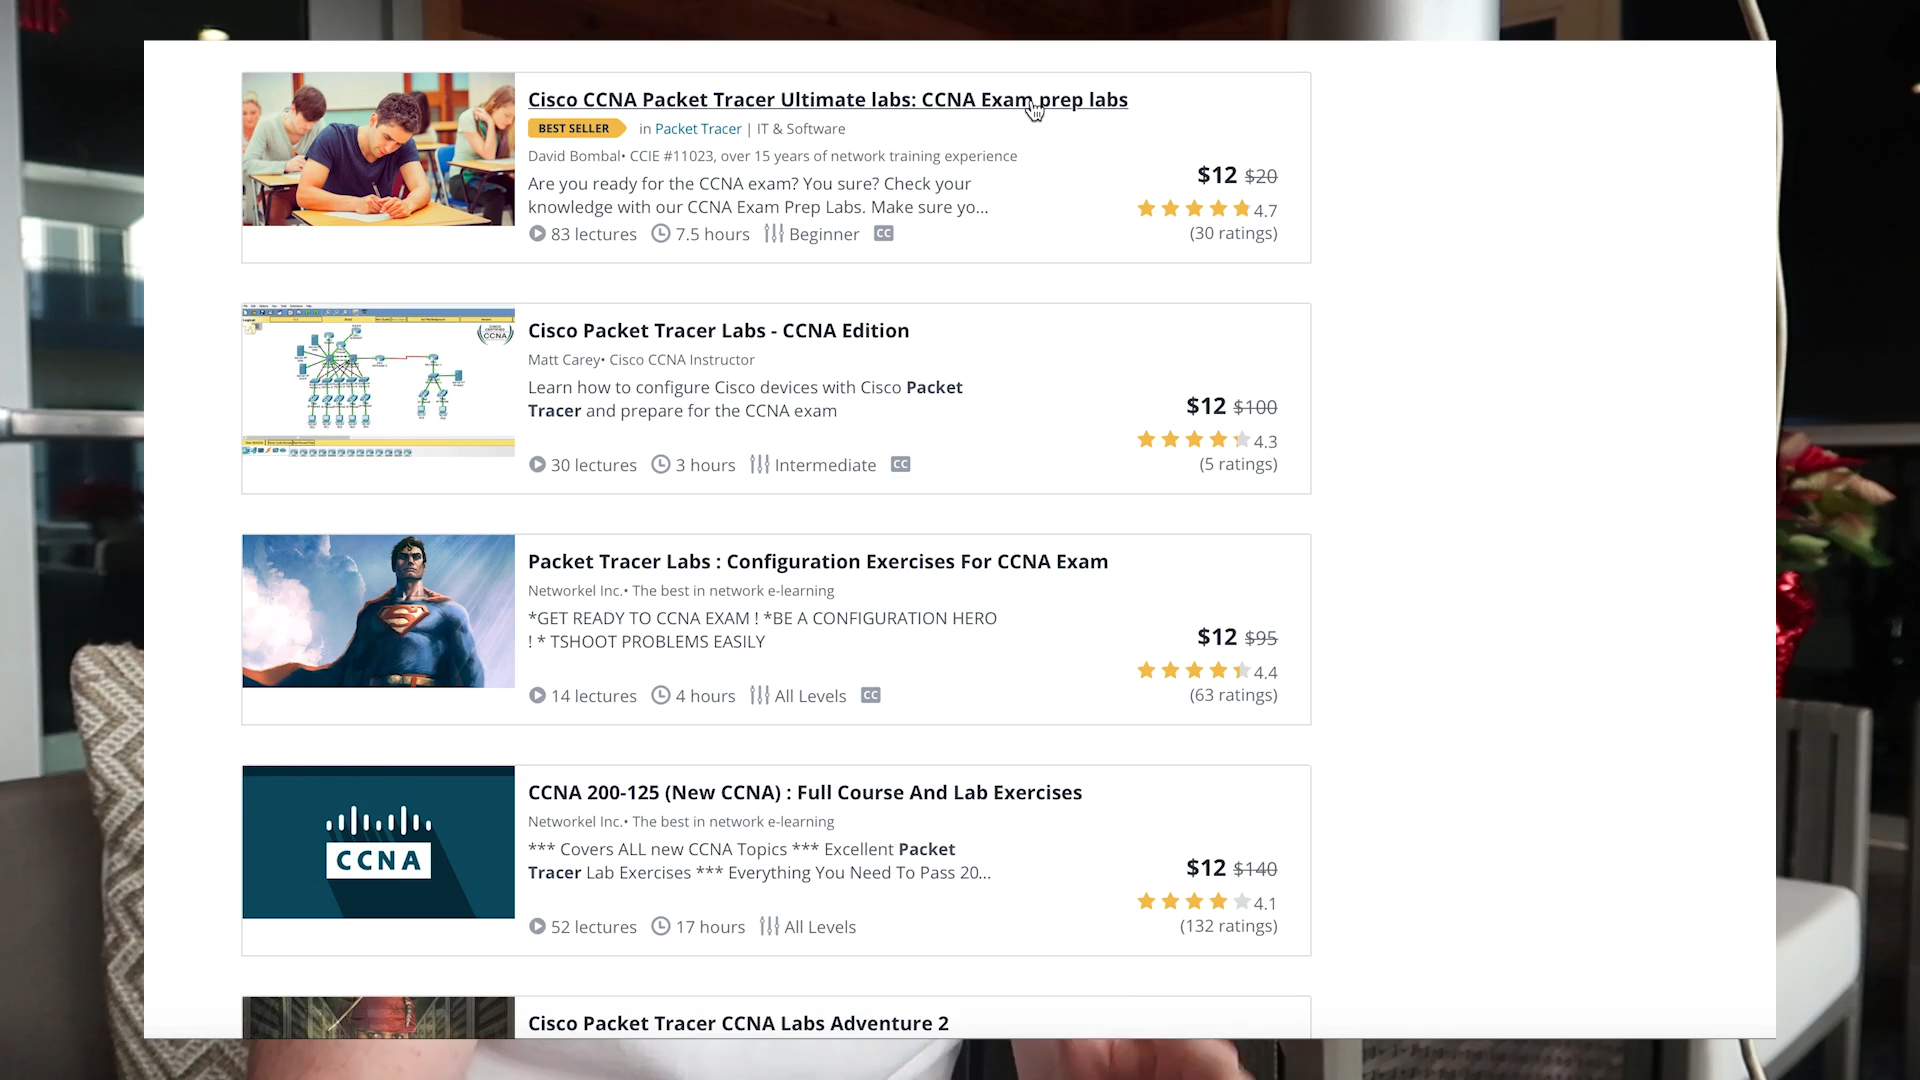 Cisco CCNA Packet Tracer Ultimate labs: CCNA Exam prep labs
BEST SELLER in Packet Tracer | IT & Software
David Bombal• CCIE #11023, over 15 years of network training experience
Are you ready for the CCNA exam? You sure? Check your
knowledge with our CCNA Exam Prep Labs. Make sure yo...
83 lectures 7.5 hours Beginner CC
$12 $20
4.7
(30 ratings)
CCNA
Cisco Packet Tracer Labs - CCNA Edition
Matt Carey• Cisco CCNA Instructor
Learn how to configure Cisco devices with Cisco Packet
Tracer and prepare for the CCNA exam
30 lectures 3 hours Intermediate CC
$12 $100
4.3
(5 ratings)
Packet Tracer Labs : Configuration Exercises For CCNA Exam
Networkel Inc.• The best in network e-learning
*GET READY TO CCNA EXAM ! *BE A CONFIGURATION HERO
! * TSHOOT PROBLEMS EASILY
14 lectures 4 hours All Levels CC
$12 $95
4.4
(63 ratings)
CCNA
CCNA 200-125 (New CCNA) : Full Course And Lab Exercises
Networkel Inc.• The best in network e-learning
*** Covers ALL new CCNA Topics *** Excellent Packet
Tracer Lab Exercises *** Everything You Need To Pass 20...
52 lectures 17 hours All Levels
$12 $140
4.1
(132 ratings)
Cisco Packet Tracer CCNA Labs Adventure 2